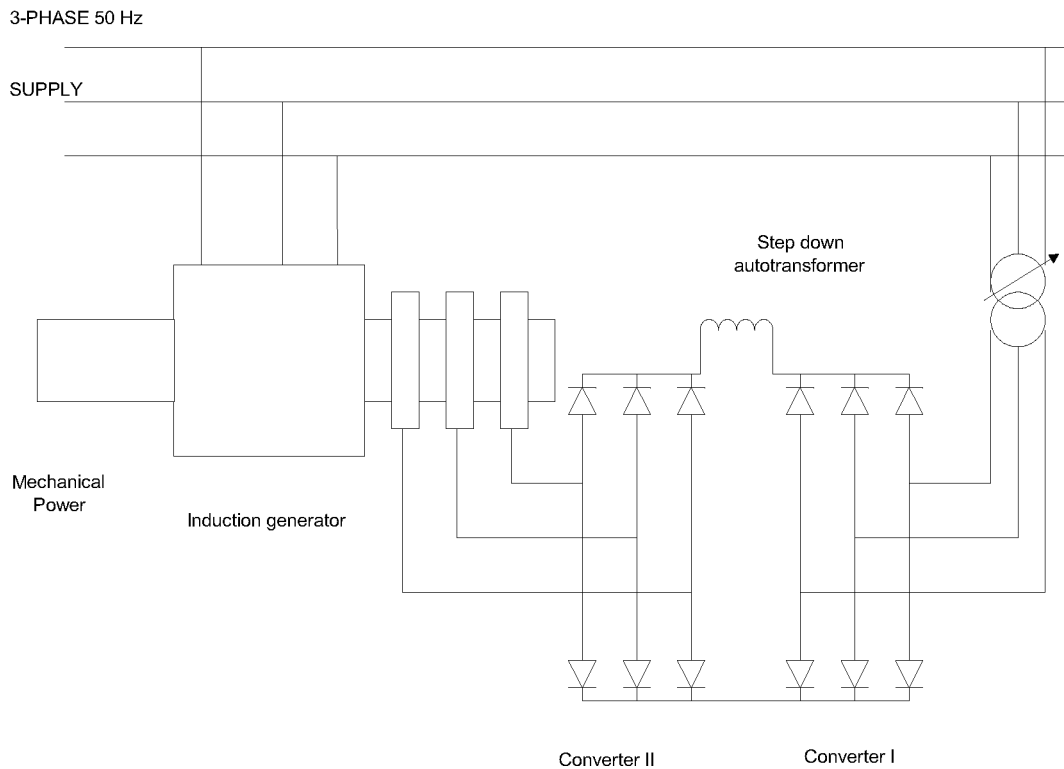 3-PHASE 50 Hz
SUPPLY
Step down
autotransformer
Mechanical
Power
Induction generator
Converter II
Converter I